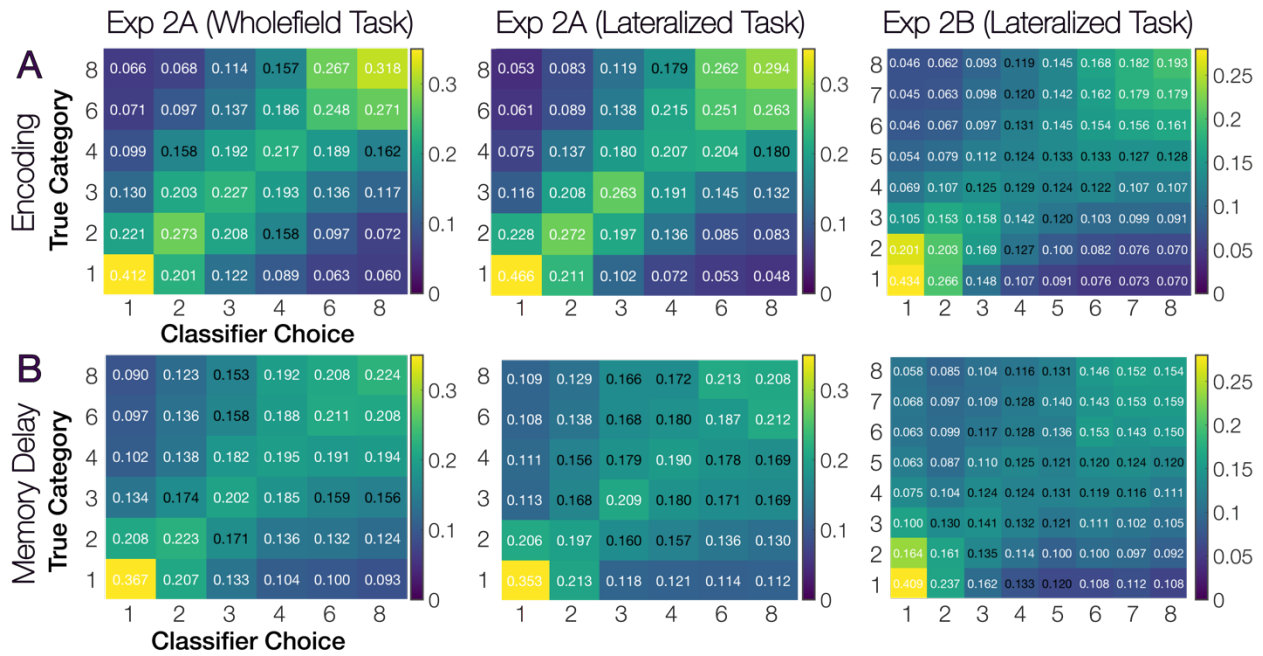 Exp 2A (Wholefield Task) Exp 2A (Lateralized Task) Exp 2B (Lateralized Task)
A
Encoding
True Category
8 0.066 0.068 0.114 0.157 0.267 0.318
6 0.071 0.097 0.137 0.186 0.248 0.271
4 0.099 0.158 0.192 0.217 0.189 0.162
3 0.130 0.203 0.227 0.193 0.136 0.117
2 0.221 0.273 0.208 0.158 0.097 0.072
1 0.412 0.201 0.122 0.089 0.063 0.060
1 2 3 4 6 8
Classifier Choice
0.3
0.2
0.1
0
8 0.053 0.083 0.119 0.179 0.262 0.294
6 0.061 0.089 0.138 0.215 0.251 0.263
4 0.075 0.137 0.180 0.207 0.204 0.180
3 0.116 0.208 0.263 0.191 0.145 0.132
2 0.228 0.272 0.197 0.136 0.085 0.083
1 0.466 0.211 0.102 0.072 0.053 0.048
1 2 3 4 6 8
0.3
0.2
0.1
0
8 0.046 0.062 0.093 0.119 0.145 0.168 0.182 0.193
7 0.045 0.063 0.098 0.120 0.142 0.162 0.179 0.179
6 0.046 0.067 0.097 0.131 0.145 0.154 0.156 0.161
5 0.054 0.079 0.112 0.124 0.133 0.133 0.127 0.128
4 0.069 0.107 0.125 0.129 0.124 0.122 0.107 0.107
3 0.105 0.153 0.158 0.142 0.120 0.103 0.099 0.091
2 0.201 0.203 0.169 0.127 0.100 0.082 0.076 0.070
1 0.434 0.266 0.148 0.107 0.091 0.076 0.073 0.070
1 2 3 4 5 6 7 8
0.25
0.2
0.15
0.1
0.05
0
B
Memory Delay
True Category
8 0.090 0.123 0.153 0.192 0.208 0.224
6 0.097 0.136 0.158 0.188 0.211 0.208
4 0.102 0.138 0.182 0.195 0.191 0.194
3 0.134 0.174 0.202 0.185 0.159 0.156
2 0.208 0.223 0.171 0.136 0.132 0.124
1 0.367 0.207 0.133 0.104 0.100 0.093
1 2 3 4 6 8
Classifier Choice
0.3
0.2
0.1
0
8 0.109 0.129 0.166 0.172 0.213 0.208
6 0.108 0.138 0.168 0.180 0.187 0.212
4 0.111 0.156 0.179 0.190 0.178 0.169
3 0.113 0.168 0.209 0.180 0.171 0.169
2 0.206 0.197 0.160 0.157 0.136 0.130
1 0.353 0.213 0.118 0.121 0.114 0.112
1 2 3 4 6 8
0.3
0.2
0.1
0
8 0.058 0.085 0.104 0.116 0.131 0.146 0.152 0.154
7 0.068 0.097 0.109 0.128 0.140 0.143 0.153 0.159
6 0.063 0.099 0.117 0.128 0.136 0.153 0.143 0.150
5 0.063 0.087 0.110 0.125 0.121 0.120 0.124 0.120
4 0.075 0.104 0.124 0.124 0.131 0.119 0.116 0.111
3 0.100 0.130 0.141 0.132 0.121 0.111 0.102 0.105
2 0.164 0.161 0.135 0.114 0.100 0.100 0.097 0.092
1 0.409 0.237 0.162 0.133 0.120 0.108 0.112 0.108
1 2 3 4 5 6 7 8
0.25
0.2
0.15
0.1
0.05
0